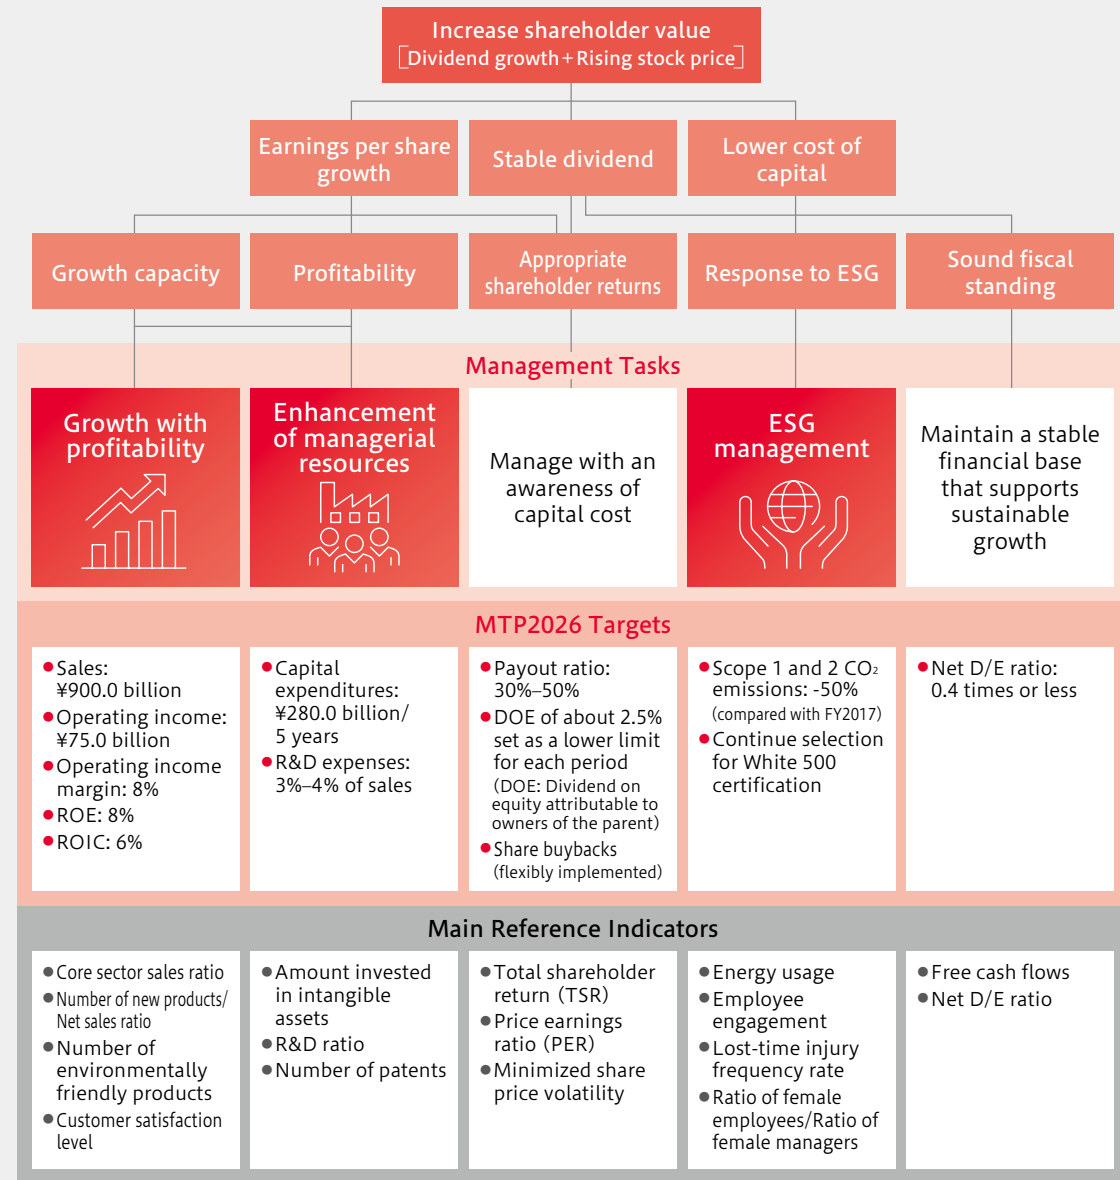 Increase shareholder value
[Dividend growth+Rising stock price]
Earnings per share
growth
Stable dividend
Lower cost of
capital
Growth capacity
Profitability
Appropriate
shareholder returns
Response to ESG
Sound fiscal
standing
Management Tasks
Growth with
profitability
Enhancement
of managerial
resources
Manage with an
awareness of
capital cost
ESG
management
Maintain a stable
financial base
that supports
sustainable
growth
MTP2026 Targets
●Sales:
¥900.0 billion
●Operating income:
¥75.0 billion
●Operating income
margin: 8%
●ROE: 8%
●ROIC: 6%
●Capital
expenditures:
¥280.0 billion/
5 years
●R&D expenses:
3%–4% of sales
●Payout ratio:
30%–50%
●DOE of about 2.5%
set as a lower limit
for each period
(DOE: Dividend on
equity attributable to
owners of the parent)
●Share buybacks
(flexibly implemented)
●Scope 1 and 2 CO₂
emissions: -50%
(compared with FY2017)
●Continue selection
for White 500
certification
●Net D/E ratio:
0.4 times or less
Main Reference Indicators
●Core sector sales ratio
●Number of new products/
Net sales ratio
●Number of
environmentally
friendly products
●Customer satisfaction
level
●Amount invested
in intangible
assets
●R&D ratio
●Number of patents
●Total shareholder
return (TSR)
●Price earnings
ratio (PER)
●Minimized share
price volatility
●Energy usage
●Employee
engagement
●Lost-time injury
frequency rate
●Ratio of female
employees/Ratio of
female managers
●Free cash flows
●Net D/E ratio